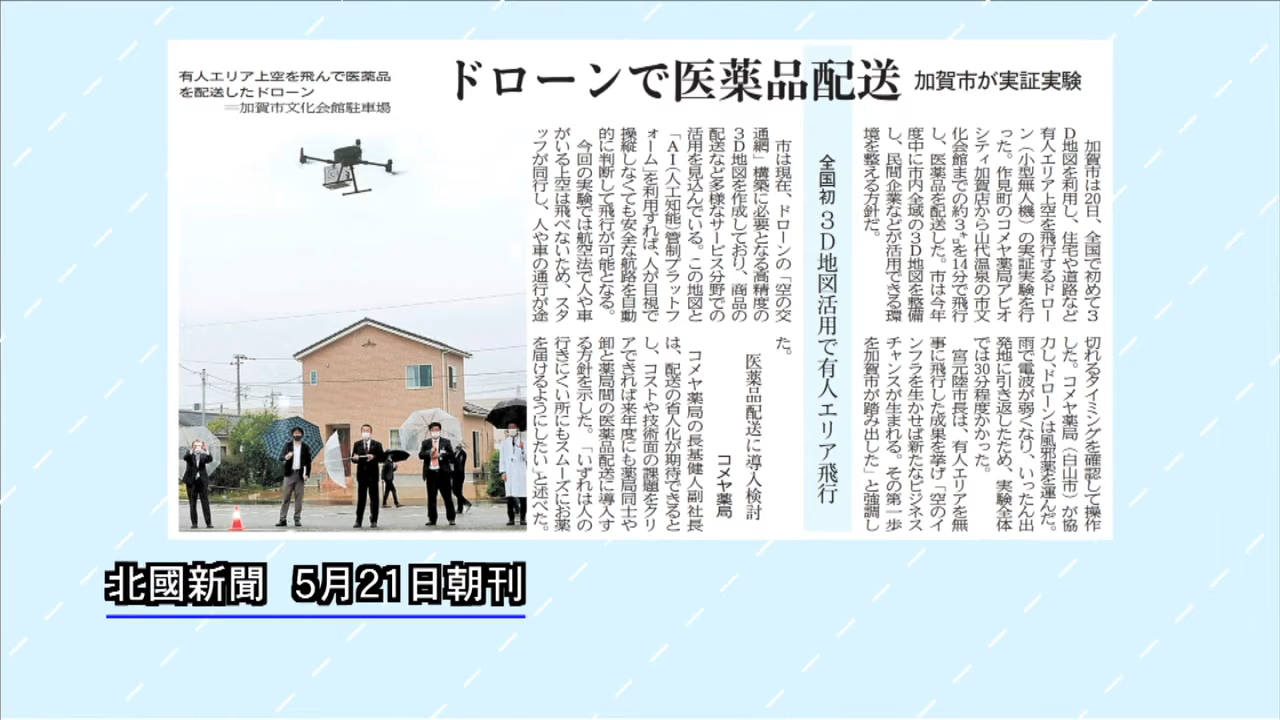 ドローンで医薬品配送
加賀市が実証実験
有人エリア上空を飛んで医薬品
を配送したドローン
＝加賀市文化会館駐車場
全国初 3D地図活用で有人エリア飛行
加賀市は20日、全国で初めて3
D地図を利用し、住宅や道路など
有人エリア上空を飛行するドロー
ン（小型無人機）の実証実験を行
った。作見町のコメヤ薬局アビオ
シティ加賀店から山代温泉の市文
化会館までの約3㌔を14分で飛行
し、医薬品を配送した。市は今年
度中に市内全域の3D地図を整備
し、民間企業などが活用できる環
境を整える方針だ。
市は現在、ドローンの「空の交
通網」構築に必要となる高精度の
3D地図を作成しており、商品の
配送など多様なサービス分野での
活用を見込んでいる。この地図と
「AI（人工知能）管制プラットフ
ォーム」を利用すれば、人が目視で
操縦しなくても安全な航路を自動
的に判断して飛行が可能となる。
今回の実験では航空法で人や車
がいる上空は飛べないため、スタ
ッフが同行し、人や車の通行が途
切れるタイミングを確認して操作
した。コメヤ薬局（白山市）が協
力し、ドローンは風邪薬を運んだ。
雨で電波が弱くなり、いったん出
発地に引き返したため、実験全体
では30分程度かかった。
宮元陸市長は、有人エリアを無
事に飛行した成果を挙げ「空のイ
ンフラを生かせば新たなビジネス
チャンスが生まれる。その第一歩
を加賀市が踏み出した」と強調し
た。
医薬品配送に導入検討
コメヤ薬局
コメヤ薬局の長基健人副社長
は、配送の省人化が期待できると
し、コストや技術面の課題をクリ
アできれば来年度にも薬局同士や
卸と薬局間の医薬品配送に導入す
る方針を示した。「いずれは人の
行きにくい所にもスムーズにお薬
を届けるようにしたい」と述べた。
北國新聞 5月21日朝刊